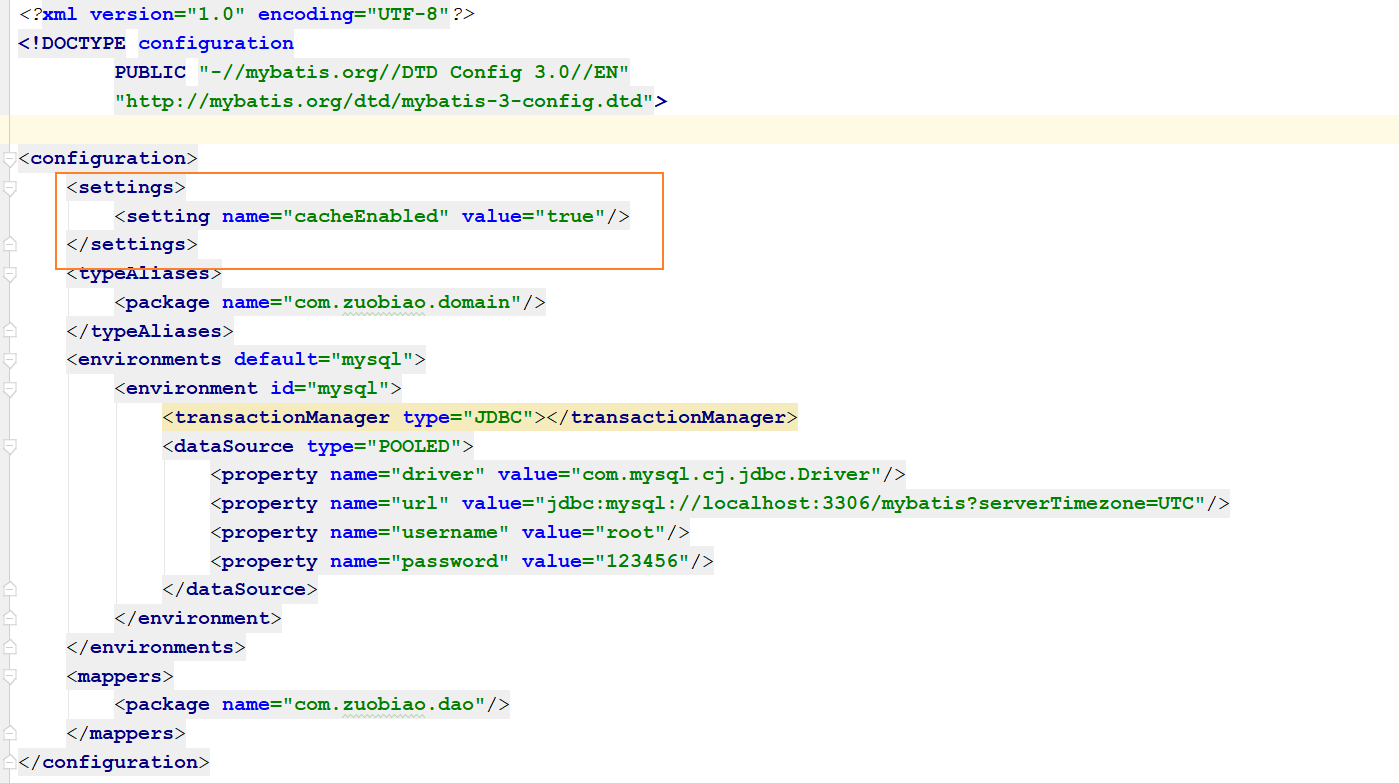 <?xml version="1.0" encoding="UTF-8"?>
<!DOCTYPE configuration
        PUBLIC "-//mybatis.org//DTD Config 3.0//EN"
        "http://mybatis.org/dtd/mybatis-3-config.dtd">
<configuration>
    <settings>
        <setting name="cacheEnabled" value="true"/>
    </settings>
    <typeAliases>
        <package name="com.zuobiao.domain"/>
    </typeAliases>
    <environments default="mysql">
        <environment id="mysql">
            <transactionManager type="JDBC"></transactionManager>
            <dataSource type="POOLED">
                <property name="driver" value="com.mysql.cj.jdbc.Driver"/>
                <property name="url" value="jdbc:mysql://localhost:3306/mybatis?serverTimezone=UTC"/>
                <property name="username" value="root"/>
                <property name="password" value="123456"/>
            </dataSource>
        </environment>
    </environments>
    <mappers>
        <package name="com.zuobiao.dao"/>
    </mappers>
</configuration>